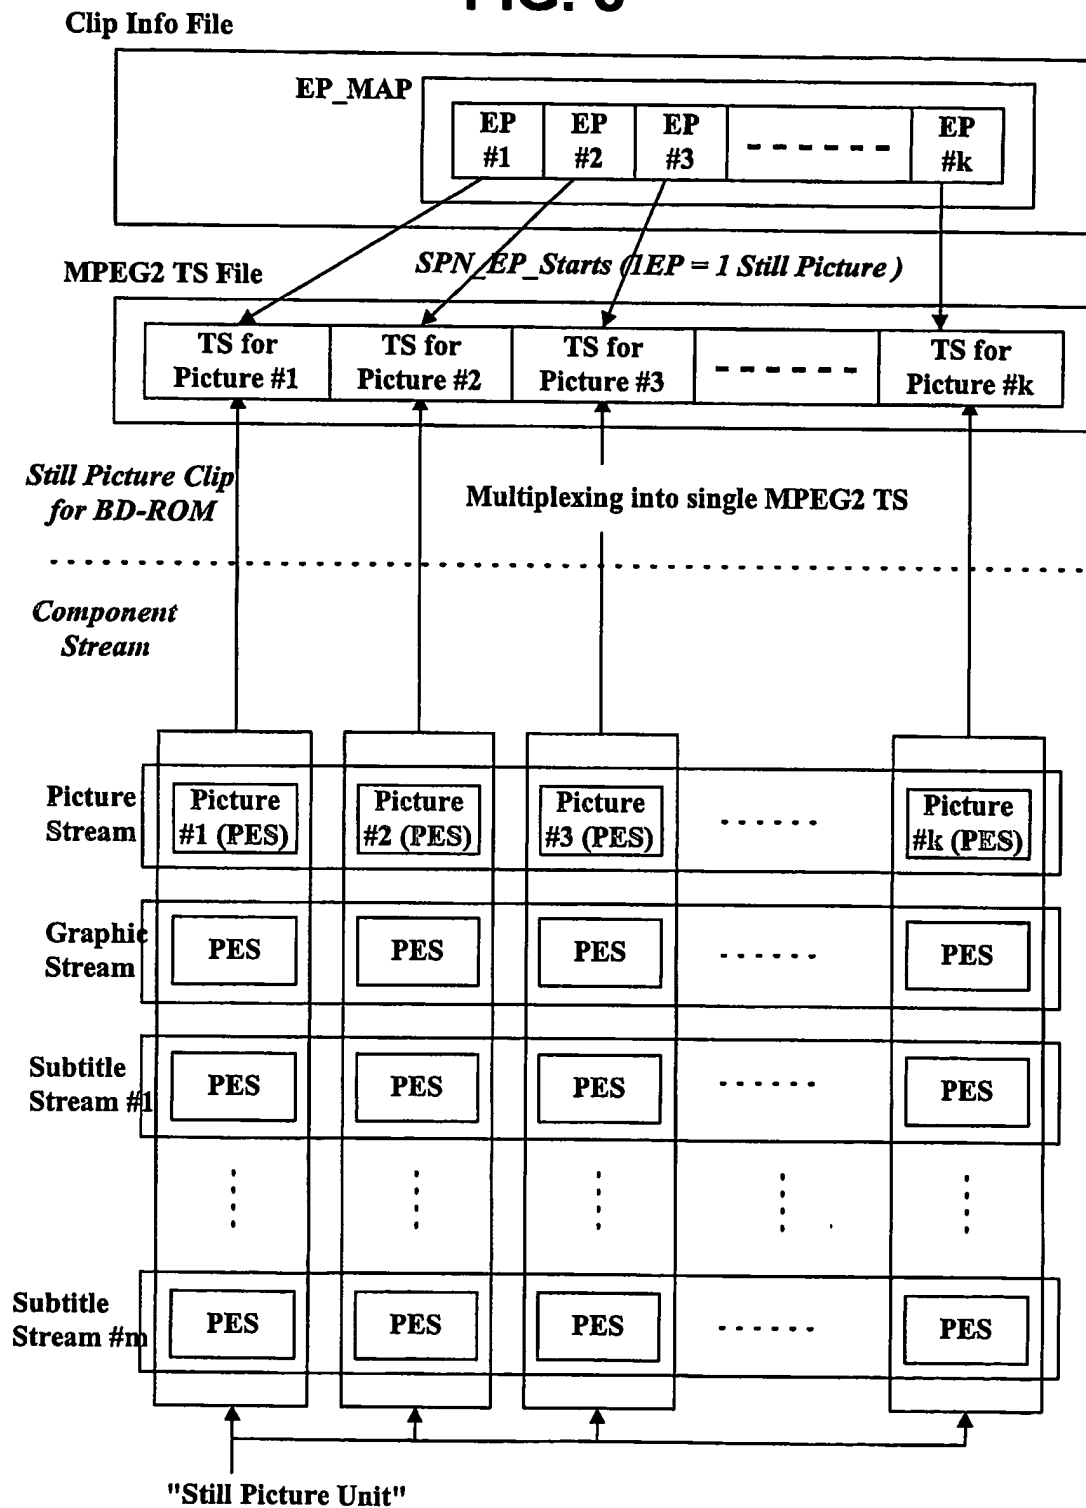 Clip Info File
EP_MAP
EP #1
EP #2
EP #3
EP #k
SPN_EP_Starts (1EP = 1 Still Picture )
MPEG2 TS File
TS for Picture #1
TS for Picture #2
TS for Picture #3
TS for Picture #k
Still Picture Clip
for BD-ROM
Multiplexing into single MPEG2 TS
Component
Stream
Picture
Stream
Picture #1 (PES)
Picture #2 (PES)
Picture #3 (PES)
Picture #k (PES)
Graphic
Stream
PES
PES
PES
PES
Subtitle
Stream #1
PES
PES
PES
PES
Subtitle
Stream #m
PES
PES
PES
PES
"Still Picture Unit"